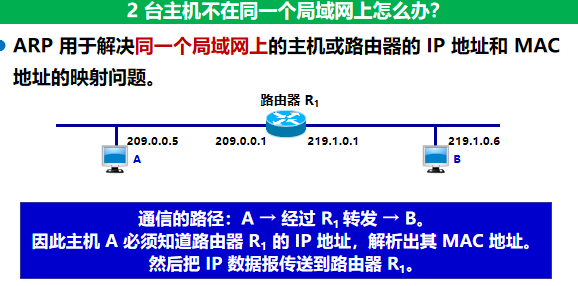 2 台主机不在同一个局域网上怎么办？
ARP 用于解决同一个局域网上的主机或路由器的 IP 地址和 MAC
地址的映射问题。
路由器 R1
209.0.0.5
209.0.0.1
219.1.0.1
219.1.0.6
A
B
通信的路径：A → 经过 R1 转发 → B。
因此主机 A 必须知道路由器 R1 的 IP 地址，解析出其 MAC 地址。
然后把 IP 数据报传送到路由器 R1。